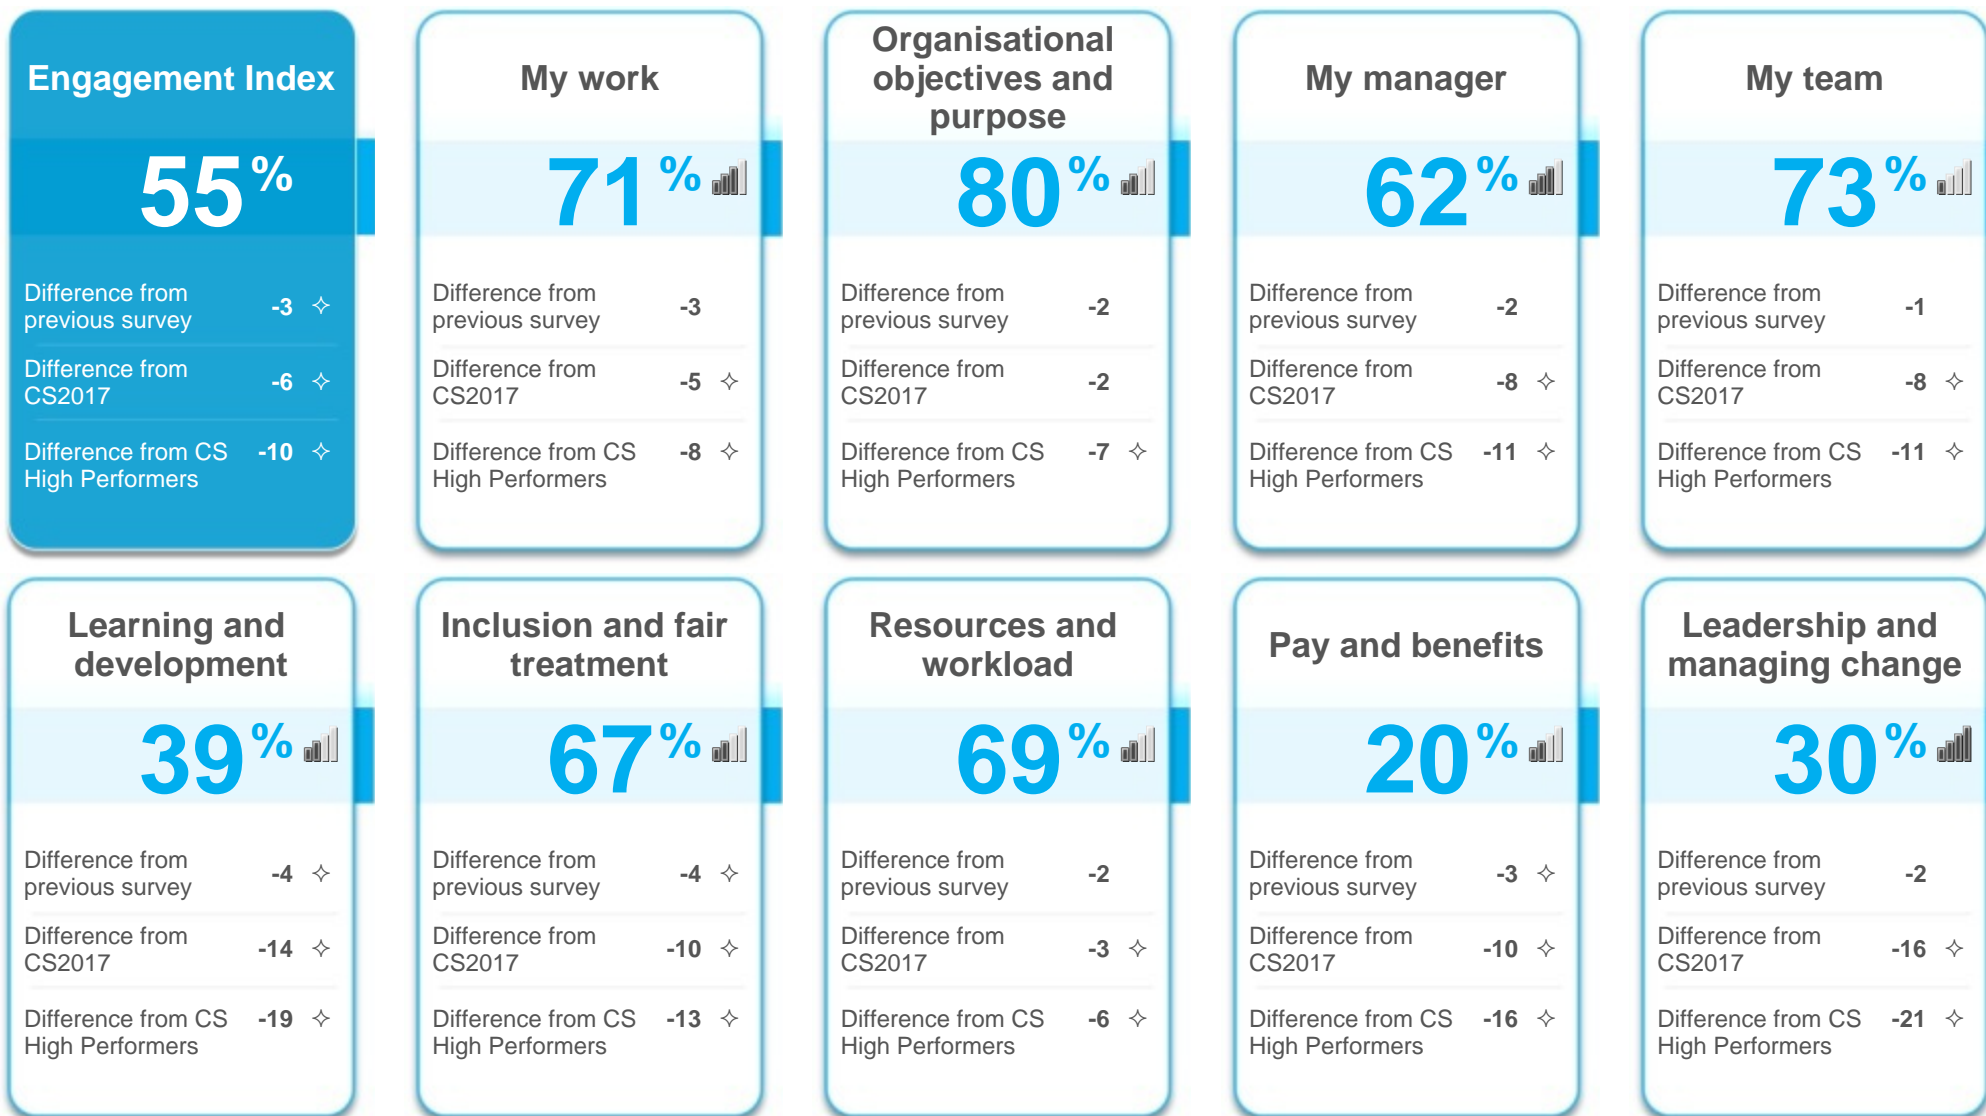 Engagement Index
55%
Difference from
previous survey
-3 ✧
Difference from
CS2017
-6 ✧
Difference from CS
High Performers
-10 ✧
My work
71%
Difference from
previous survey
-3
Difference from
CS2017
-5 ✧
Difference from CS
High Performers
-8 ✧
Organisational
objectives and
purpose
80%
Difference from
previous survey
-2
Difference from
CS2017
-2
Difference from CS
High Performers
-7 ✧
My manager
62%
Difference from
previous survey
-2
Difference from
CS2017
-8 ✧
Difference from CS
High Performers
-11 ✧
My team
73%
Difference from
previous survey
-1
Difference from
CS2017
-8 ✧
Difference from CS
High Performers
-11 ✧
Learning and
development
39%
Difference from
previous survey
-4 ✧
Difference from
CS2017
-14 ✧
Difference from CS
High Performers
-19 ✧
Inclusion and fair
treatment
67%
Difference from
previous survey
-4 ✧
Difference from
CS2017
-10 ✧
Difference from CS
High Performers
-13 ✧
Resources and
workload
69%
Difference from
previous survey
-2
Difference from
CS2017
-3 ✧
Difference from CS
High Performers
-6 ✧
Pay and benefits
20%
Difference from
previous survey
-3 ✧
Difference from
CS2017
-10 ✧
Difference from CS
High Performers
-16 ✧
Leadership and
managing change
30%
Difference from
previous survey
-2
Difference from
CS2017
-16 ✧
Difference from CS
High Performers
-21 ✧